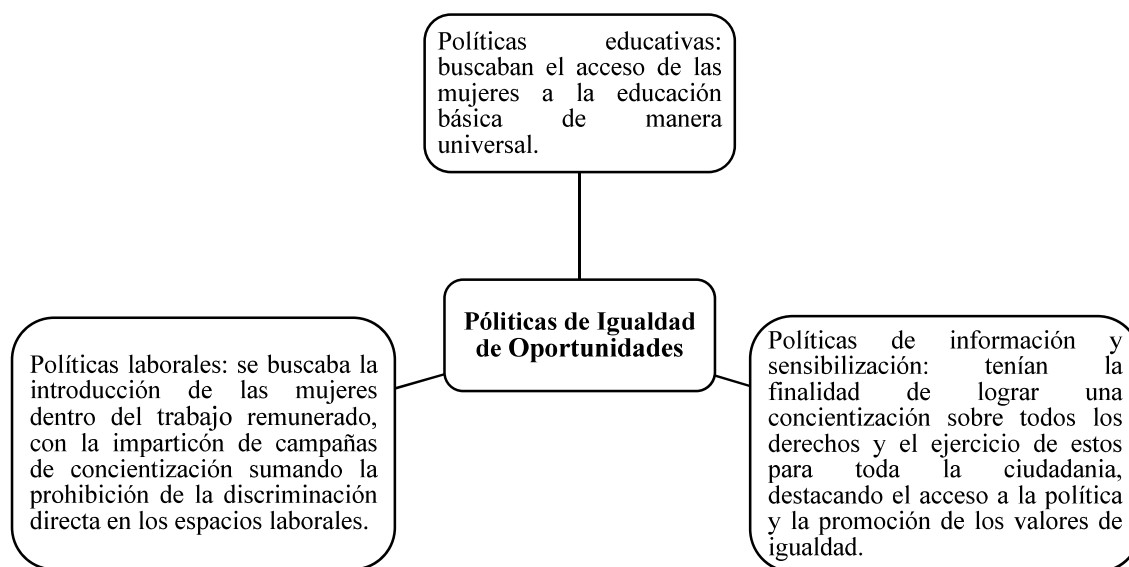 Políticas educativas:
buscaban el acceso de las
mujeres a la educación
básica de manera
universal.
Póliticas de Igualdad
de Oportunidades
Políticas laborales: se buscaba la
introducción de las mujeres
dentro del trabajo remunerado,
con la imparticón de campañas
de concientización sumando la
prohibición de la discriminación
directa en los espacios laborales.
Políticas de información y
sensibilización: tenían la
finalidad de lograr una
concientización sobre todos los
derechos y el ejercicio de estos
para toda la ciudadania,
destacando el acceso a la política
y la promoción de los valores de
igualdad.